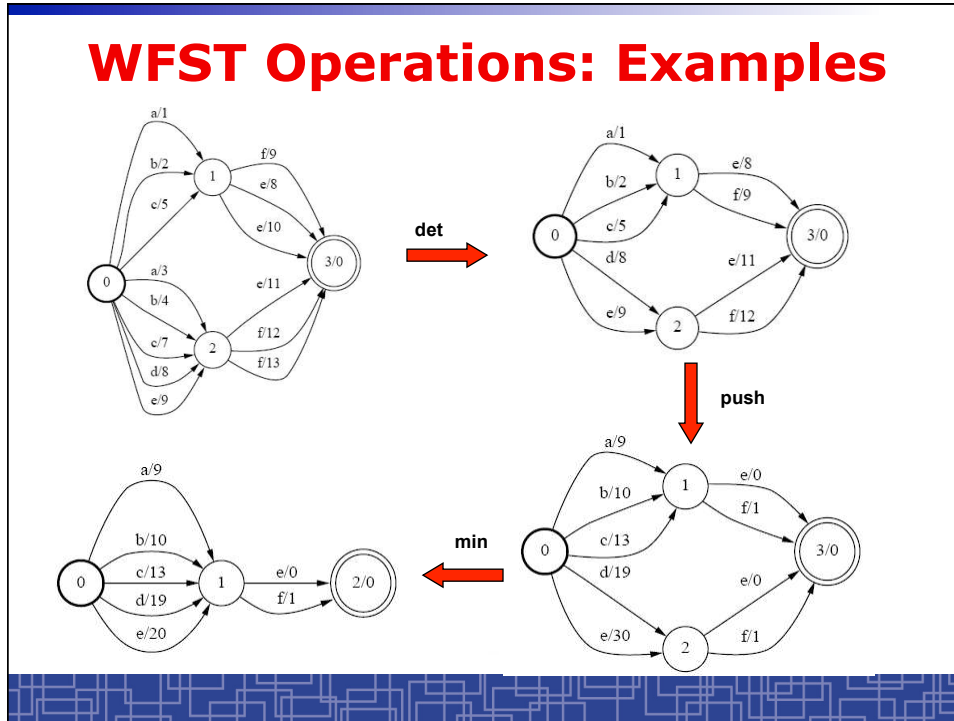 WFST Operations: Examples
a/1
b/2
c/5
a/3
b/4
c/7
d/8
e/9
0
1
2
f/9
e/8
e/10
e/11
f/12
f/13
3/0
det
a/1
b/2
c/5
d/8
e/9
0
1
2
e/8
f/9
e/11
f/12
3/0
push
a/9
b/10
c/13
d/19
e/20
0
1
e/0
f/1
2/0
min
a/9
b/10
c/13
d/19
e/30
0
1
2
e/0
f/1
e/0
f/1
3/0